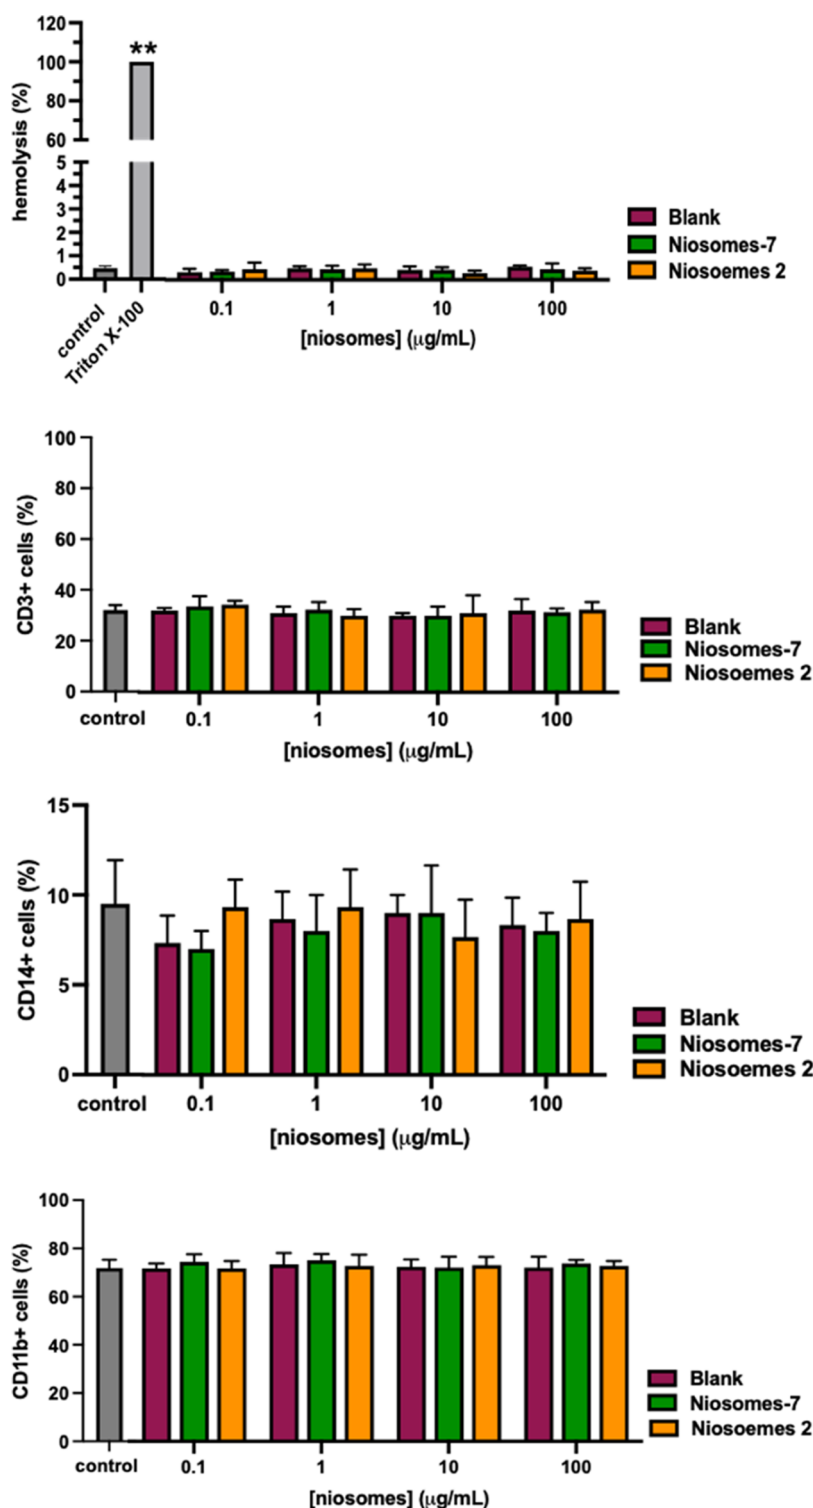 120
100
80
60
5
4
3
2
1
0
hemolysis (%)
**
control
Triton X-100
0.1
1
10
100
[niosomes] (μg/mL)
Blank
Niosomes-7
Niosoemes 2
100
80
60
40
20
0
CD3+ cells (%)
control
0.1
1
10
100
[niosomes] (μg/mL)
Blank
Niosomes-7
Niosoemes 2
15
10
5
0
CD14+ cells (%)
control
0.1
1
10
100
[niosomes] (μg/mL)
Blank
Niosomes-7
Niosoemes 2
100
80
60
40
20
0
CD11b+ cells (%)
control
0.1
1
10
100
[niosomes] (μg/mL)
Blank
Niosomes-7
Niosoemes 2